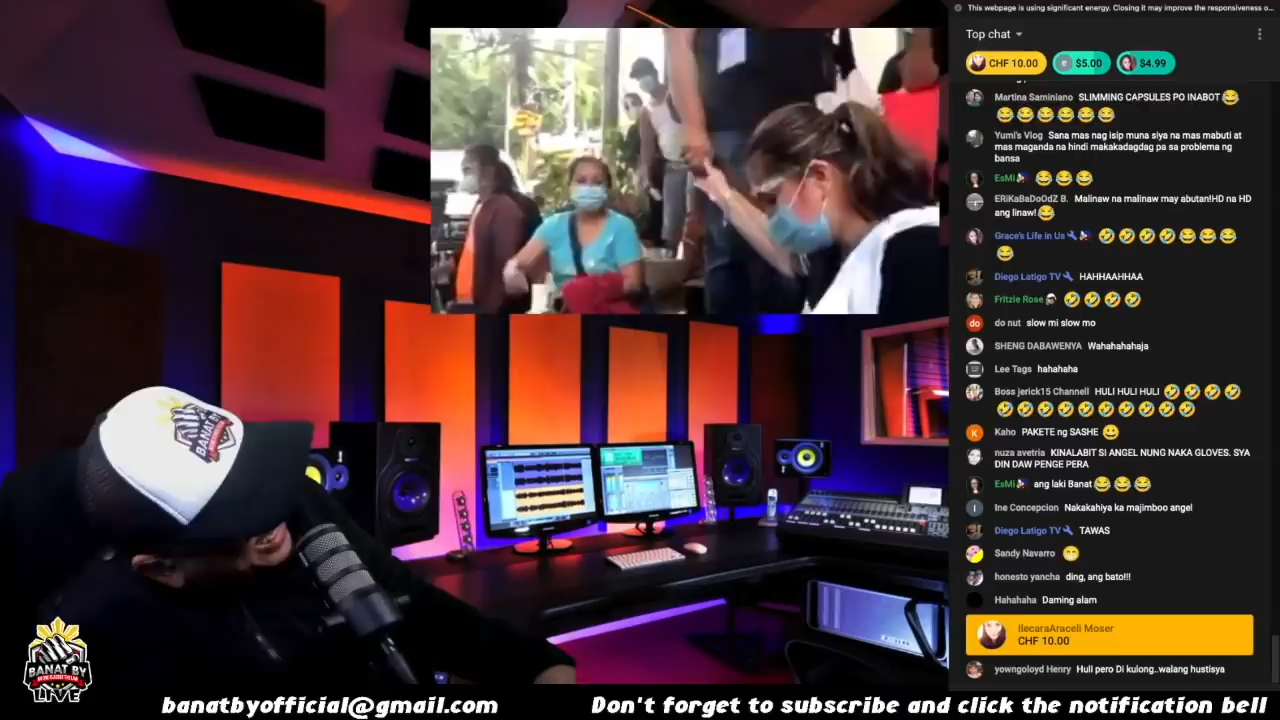 This webpage is using significant energy. Closing it may improve the responsiveness o...
Top chat
CHF 10.00
$5.00
$4.99
Martina Saminiano SLIMMING CAPSULES PO INABOT
Yumi's Vlog Sana mas nag isip muna siya na mas mabuti at
mas maganda na hindi makakadagdag pa sa problema ng
bansa
EsMi
ERiKaBaDoOdZ B. Malinaw na malinaw may abutan!HD na HD
ang linaw!
Grace's Life in Us
Diego Latigo TV HAHHAAHHAA
Fritzie Rose
do
do nut slow mi slow mo
SHENG DABAWENYA Wahahahahaja
Lee Tags hahahaha
Boss jerick15 Channell HULI HULI HULI
K
Kaho PAKETE ng SASHE
nuza avetria KINALABIT SI ANGEL NUNG NAKA GLOVES. SYA
DIN DAW PENGE PERA
EsMi ang laki Banat
I
Ine Concepcion Nakakahiya ka majimboo angel
Diego Latigo TV TAWAS
Sandy Navarro
honesto yancha ding, ang bato!!!
Hahahaha Daming alam
IlecaraAraceli Moser
CHF 10.00
yowngoloyd Henry Huli pero Di kulong..walang hustisya
BANAT BY
BANAT BY
LIVE
banatbyofficial@gmail.com
Don't forget to subscribe and click the notification bell